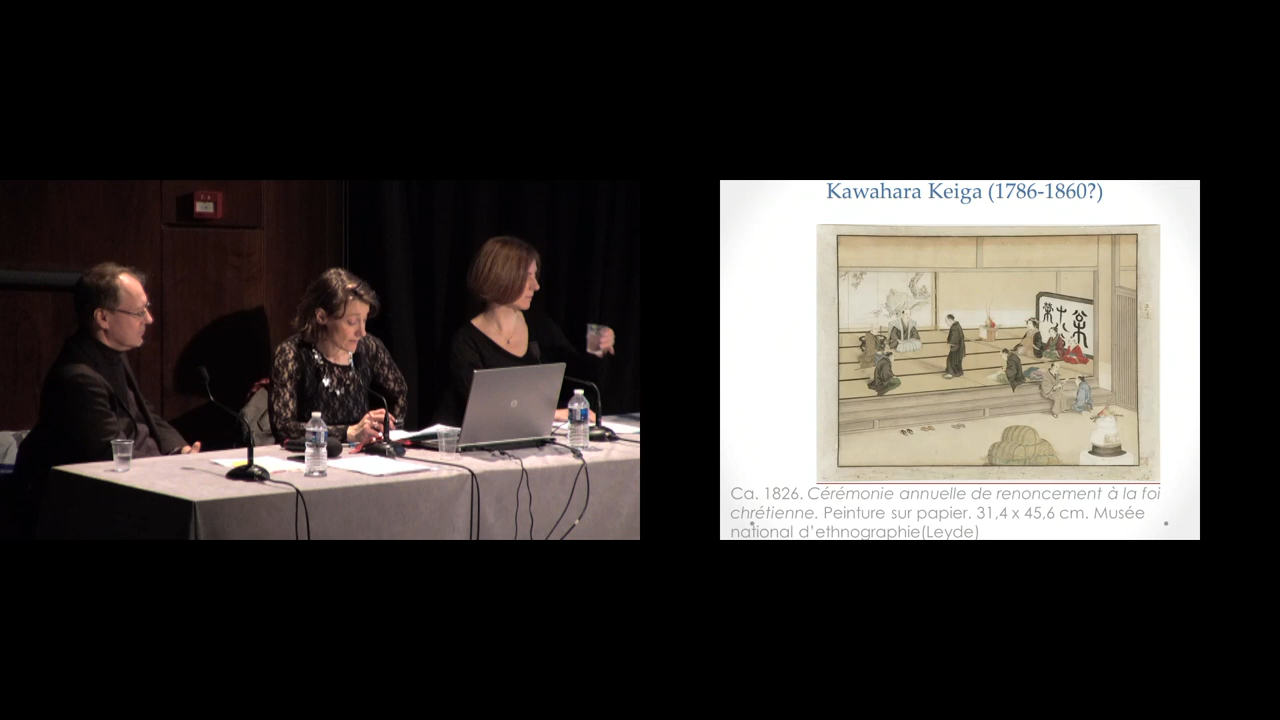 Kawahara Keiga (1786-1860?)
Ca. 1826. Cérémonie annuelle de renoncement à la foi
chrétienne. Peinture sur papier. 31,4 x 45,6 cm. Musée
national d'ethnographie(Leyde)